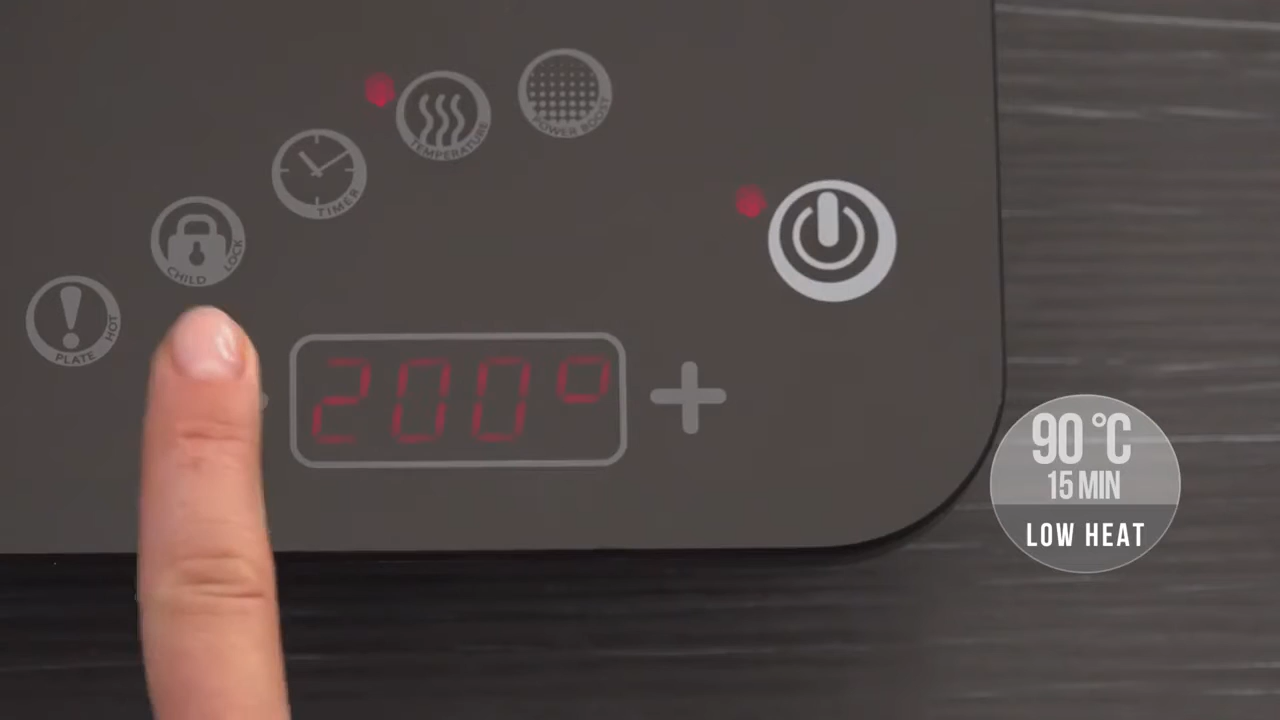 POWER BOOST
TEMPERATURE
TIMER
CHILD LOCK
PLATE HOT
200°
90 °C
15 MIN
LOW HEAT